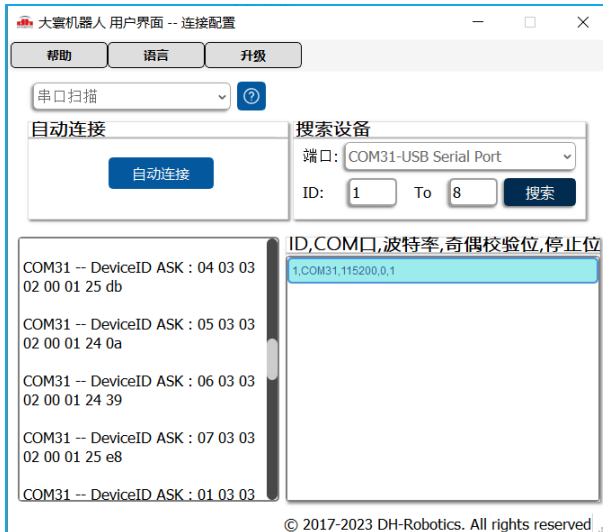 大寰机器人 用户界面 -- 连接配置
帮助
语言
升级
串口扫描
自动连接
自动连接
搜索设备
端口: COM31-USB Serial Port
ID: 1 To 8 搜索
COM31 -- DeviceID ASK : 04 03 03
02 00 01 25 db
COM31 -- DeviceID ASK : 05 03 03
02 00 01 24 0a
COM31 -- DeviceID ASK : 06 03 03
02 00 01 24 39
COM31 -- DeviceID ASK : 07 03 03
02 00 01 25 e8
COM31 -- DeviceID ASK : 01 03 03
ID,COM口,波特率,奇偶校验位,停止位
1,COM31,115200,0,1
© 2017-2023 DH-Robotics. All rights reserved